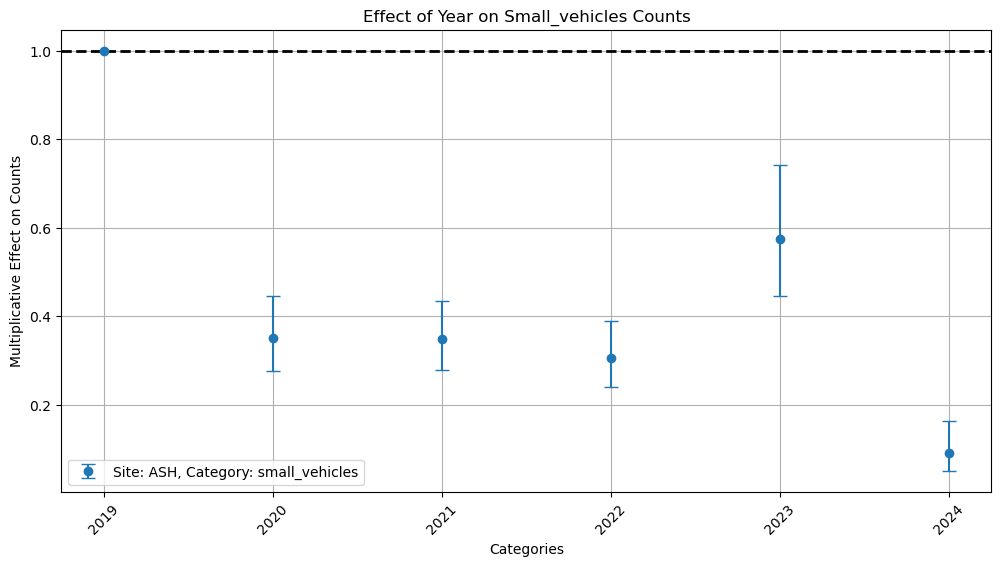 Effect of Year on Small_vehicles Counts
Multiplicative Effect on Counts
1.0
0.8
0.6
0.4
0.2
Site: ASH, Category: small_vehicles
2019
2020
2021
2022
2023
2024
Categories